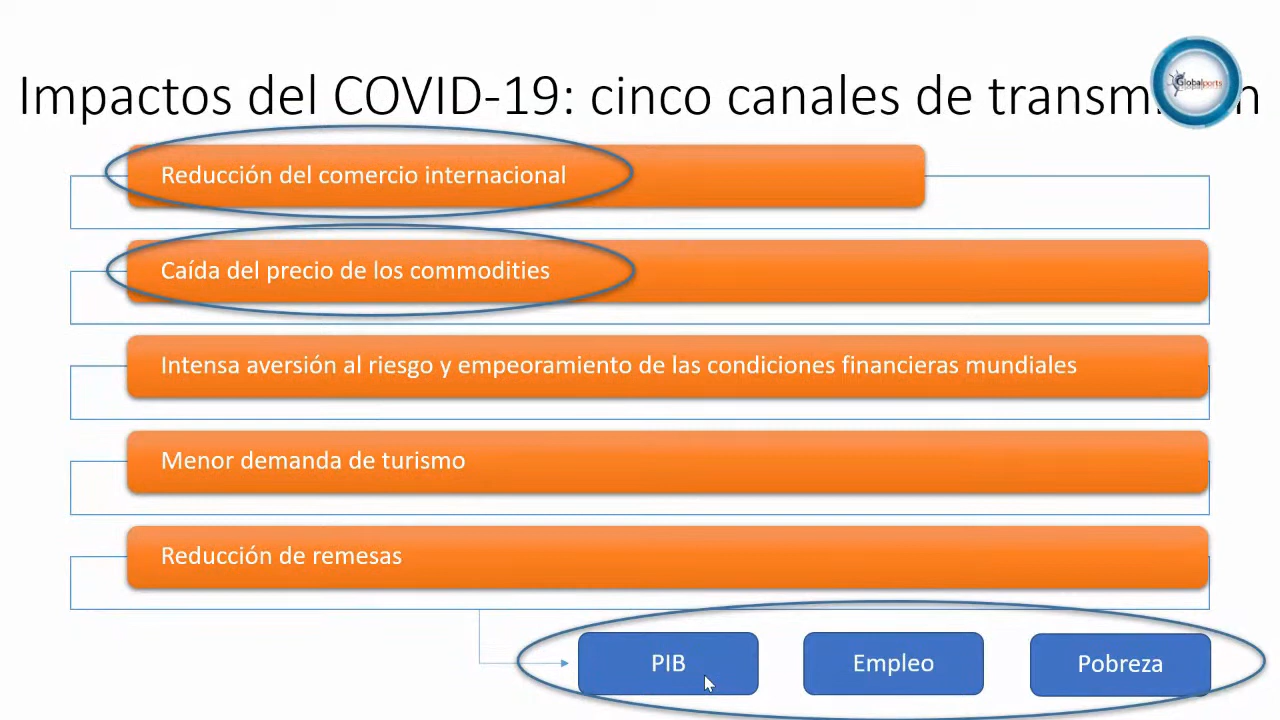 Impactos del COVID-19: cinco canales de
Globalports
Reducción del comercio internacional
Caída del precio de los commodities
Intensa aversión al riesgo y empeoramiento de las condiciones financieras mundiales
Menor demanda de turismo
Reducción de remesas
PIB
Empleo
Pobreza